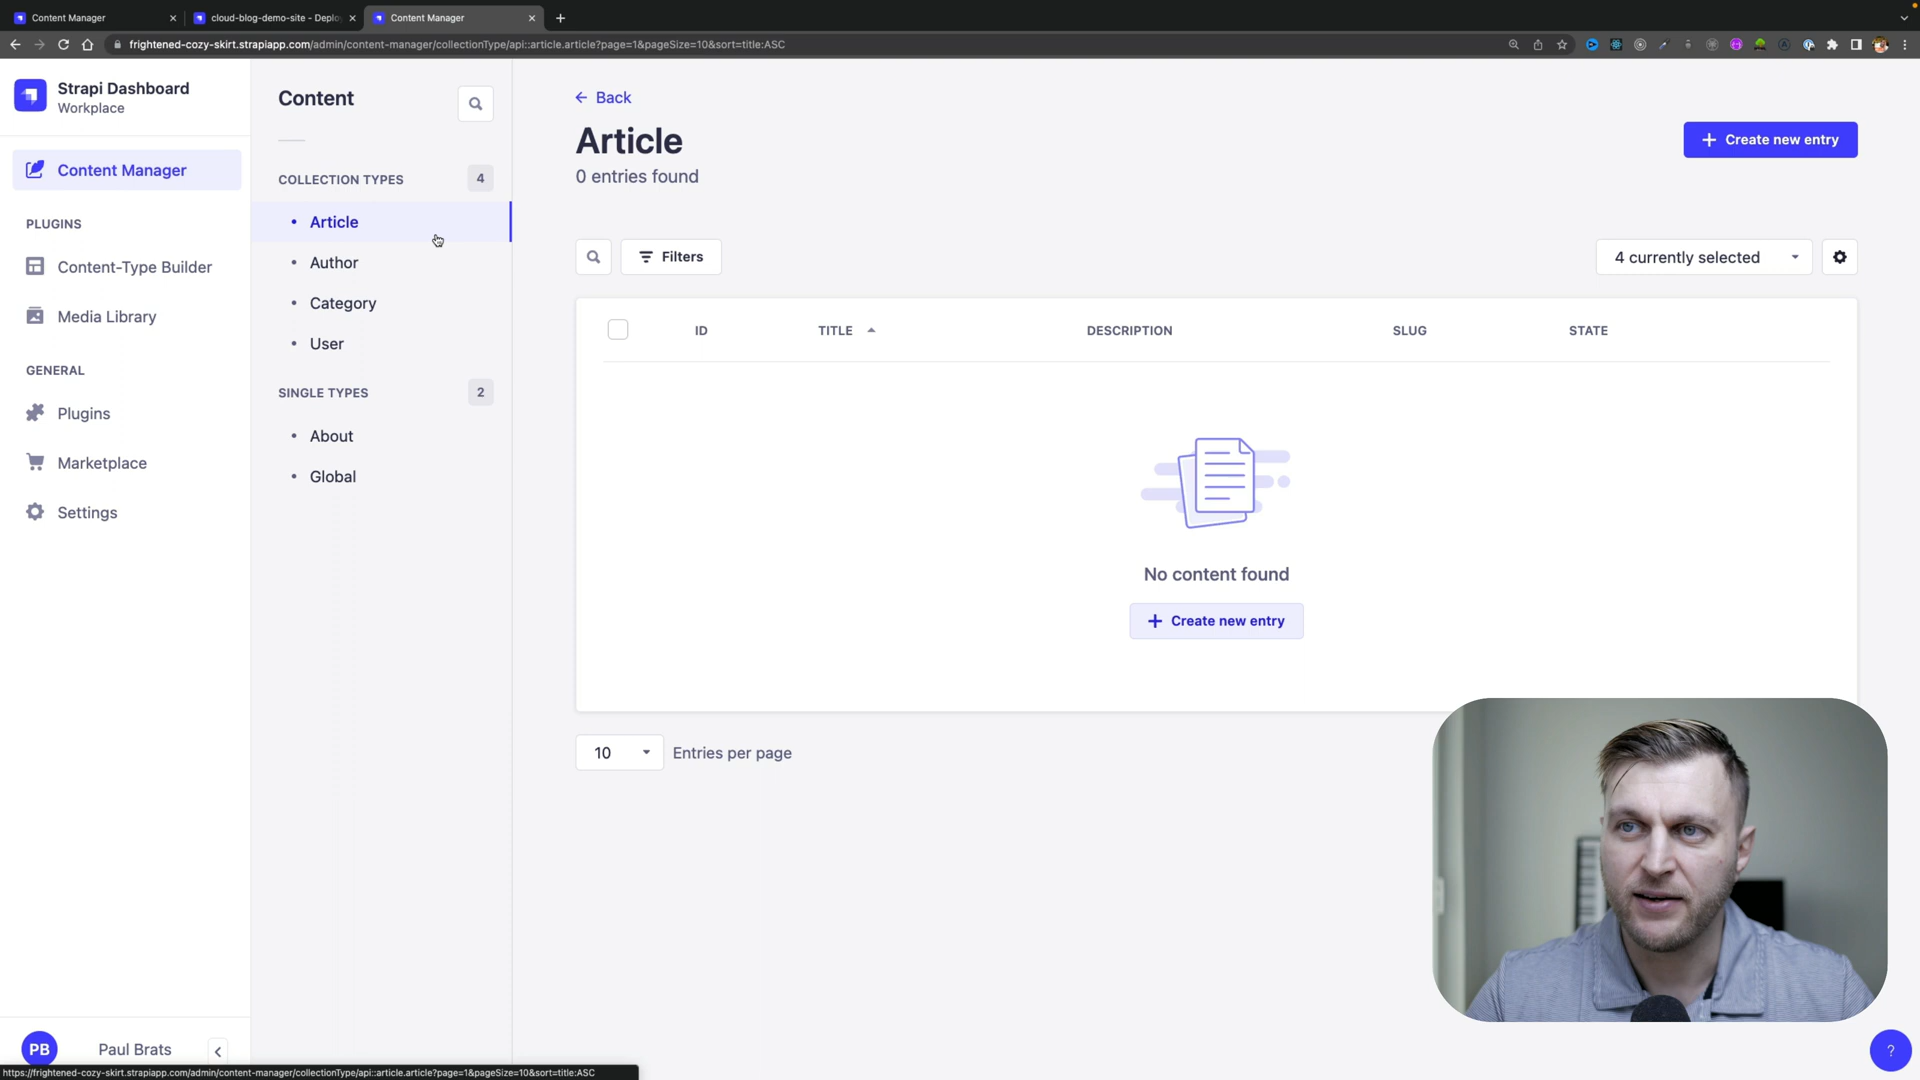 Content Manager
cloud-blog-demo-site - Deploy
Content Manager
frightened-cozy-skirt.strapiapp.com/admin/content-manager/collectionType/api::article.article?page=1&pageSize=10&sort=title:ASC
Strapi Dashboard
Workplace
Content Manager
PLUGINS
Content-Type Builder
Media Library
GENERAL
Plugins
Marketplace
Settings
PB
Paul Brats
Content
COLLECTION TYPES
4
Article
Author
Category
User
SINGLE TYPES
2
About
Global
Back
Article
0 entries found
Create new entry
Filters
4 currently selected
ID
TITLE
DESCRIPTION
SLUG
STATE
No content found
Create new entry
10
Entries per page
?
https://frightened-cozy-skirt.strapiapp.com/admin/content-manager/collectionType/api::article.article?page=1&pageSize=10&sort=title:ASC